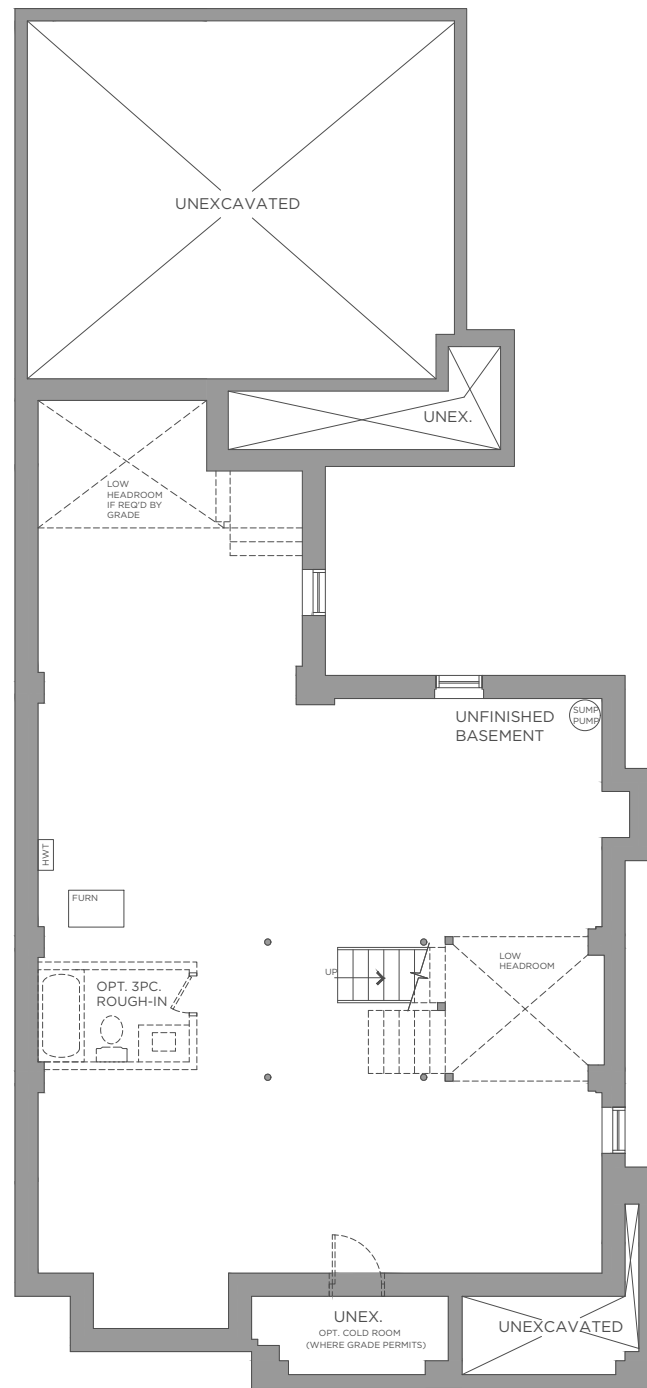 UNEXCAVATED
UNEX.
LOW
HEADROOM
IF REQ'D BY
GRADE
UNFINISHED
BASEMENT
SUMP
PUMP
HWT
FURN
OPT. 3PC.
ROUGH-IN
UP
LOW
HEADROOM
UNEX.
OPT. COLD ROOM
(WHERE GRADE PERMITS)
UNEXCAVATED